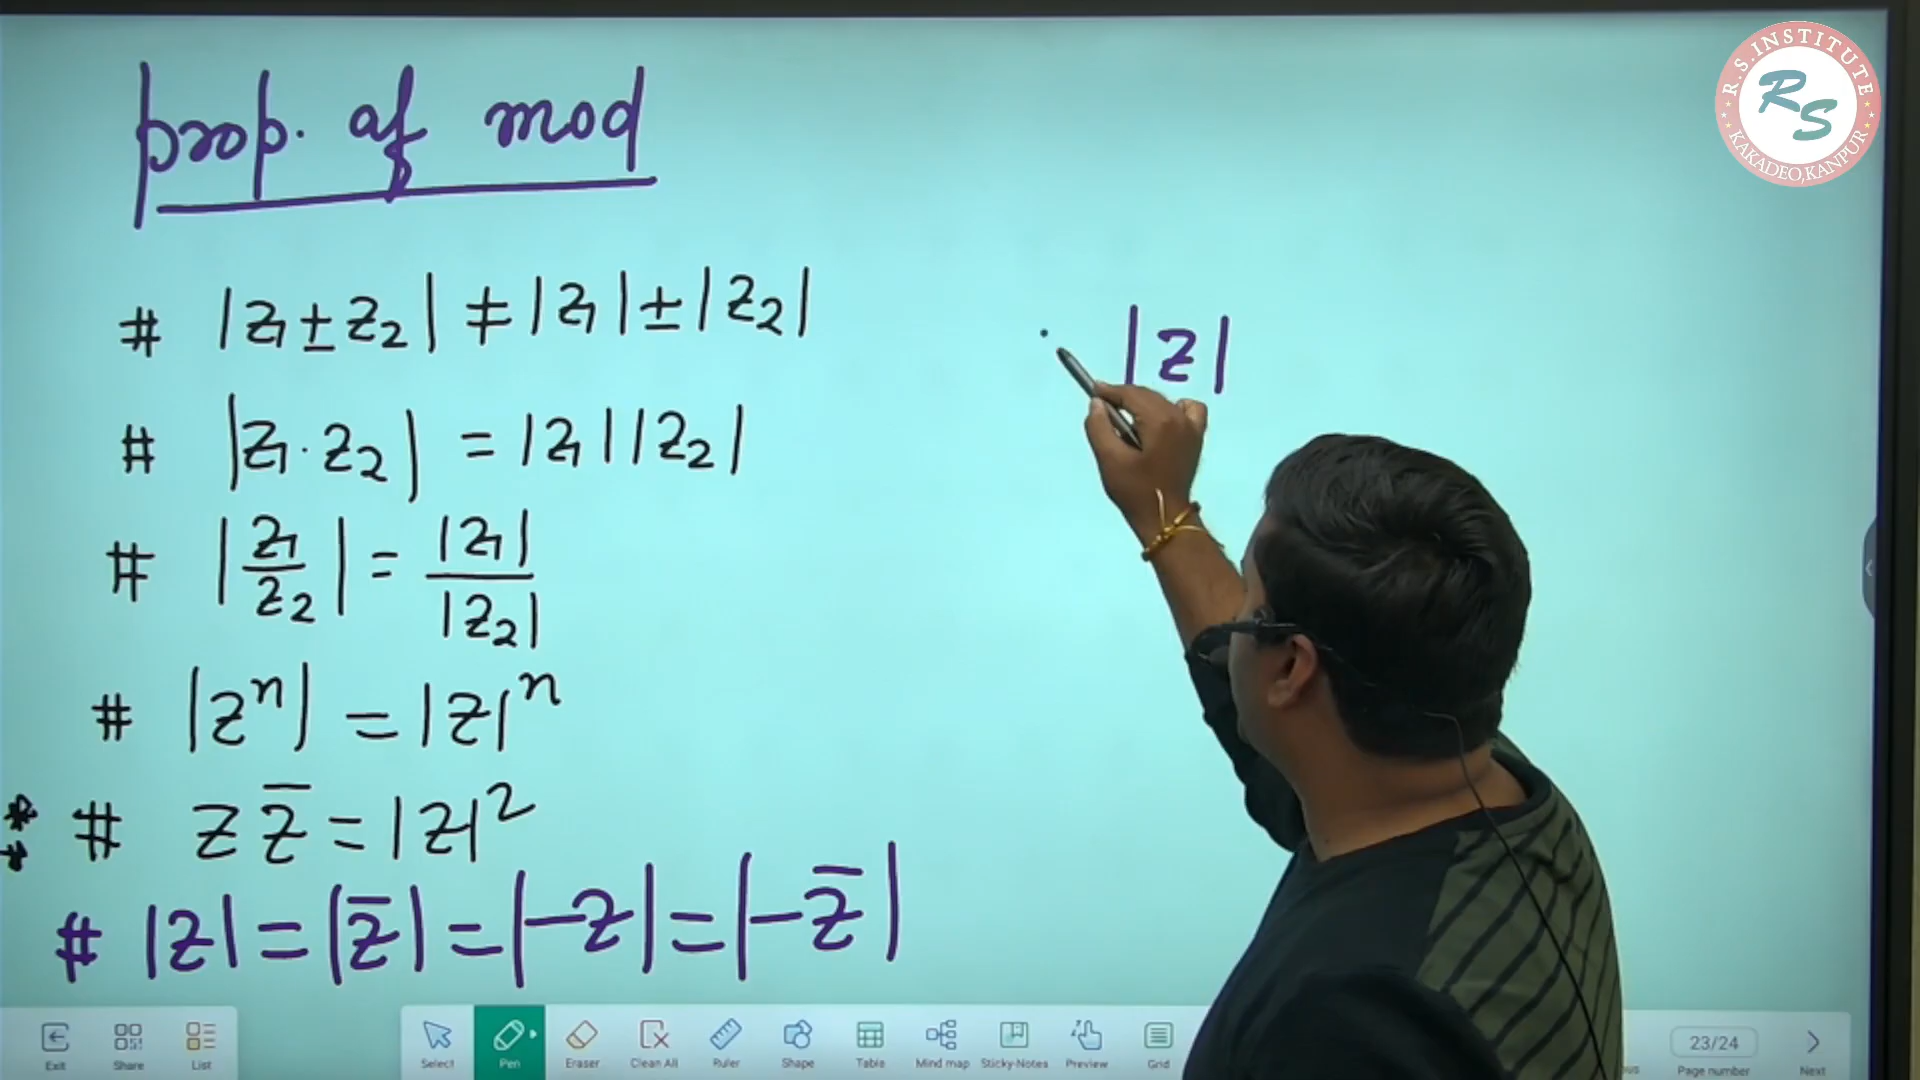 prop. of mod
# |z₁ ± z₂| ≠ |z₁| ± |z₂|
# |z₁ · z₂| = |z₁| |z₂|
# |z₁/z₂| = |z₁|/|z₂|
# |zⁿ| = |z|ⁿ
** # z z̄ = |z|²
# |z| = |z̄| = |-z| = |-z̄|
|z|
R.S.INSTITUTE
RS
KAKADEO,KANPUR
Exit Share List Select Pen Eraser Clean All Ruler Shape Table Mind map Sticky-Notes Preview Grid
23/24
Page number Next